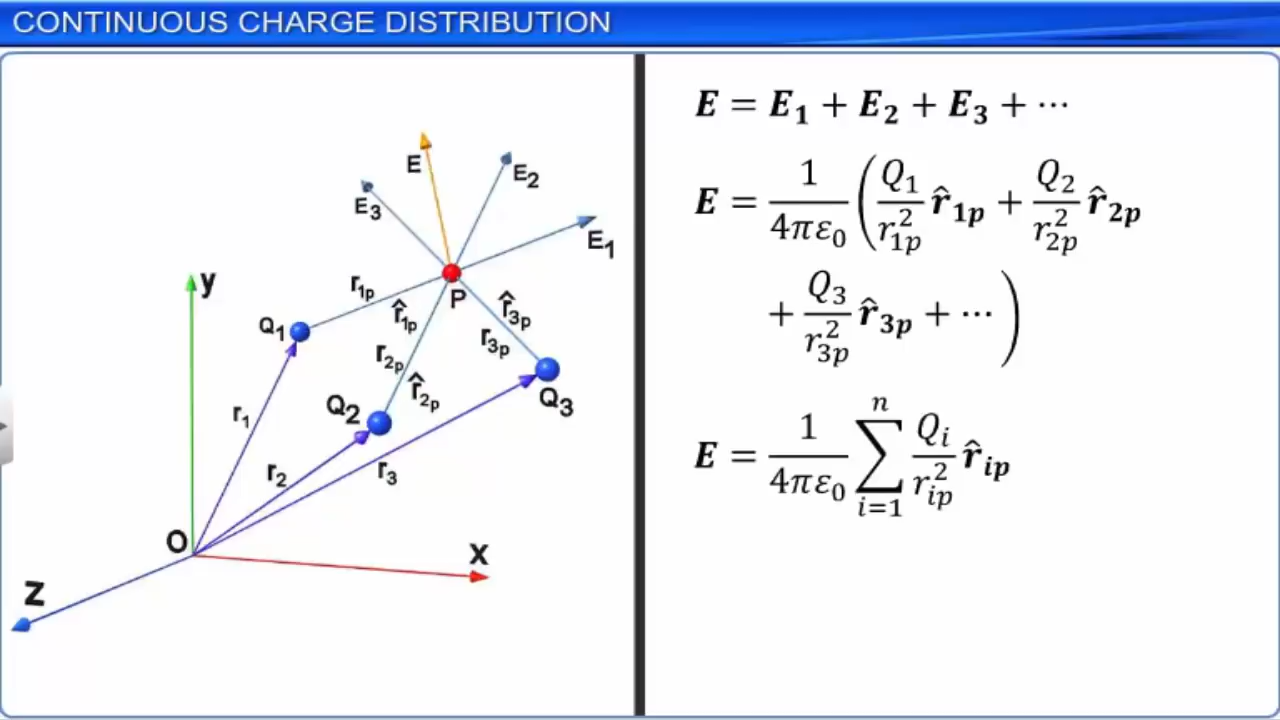 CONTINUOUS CHARGE DISTRIBUTION
E
E₂
E₃
E₁
y
r₁ₚ
P
r̂₃ₚ
Q₁
r̂₁ₚ
r₃ₚ
r₂ₚ
r̂₂ₚ
Q₂
Q₃
r₁
r₂
r₃
O
X
Z
E = E₁ + E₂ + E₃ + ⋯
E = 1/(4πε₀) (Q₁/r₁ₚ² r̂₁ₚ + Q₂/r₂ₚ² r̂₂ₚ
+ Q₃/r₃ₚ² r̂₃ₚ + ⋯)
E = 1/(4πε₀) ∑ᵢ₌₁ⁿ Qᵢ/rᵢₚ² r̂ᵢₚ